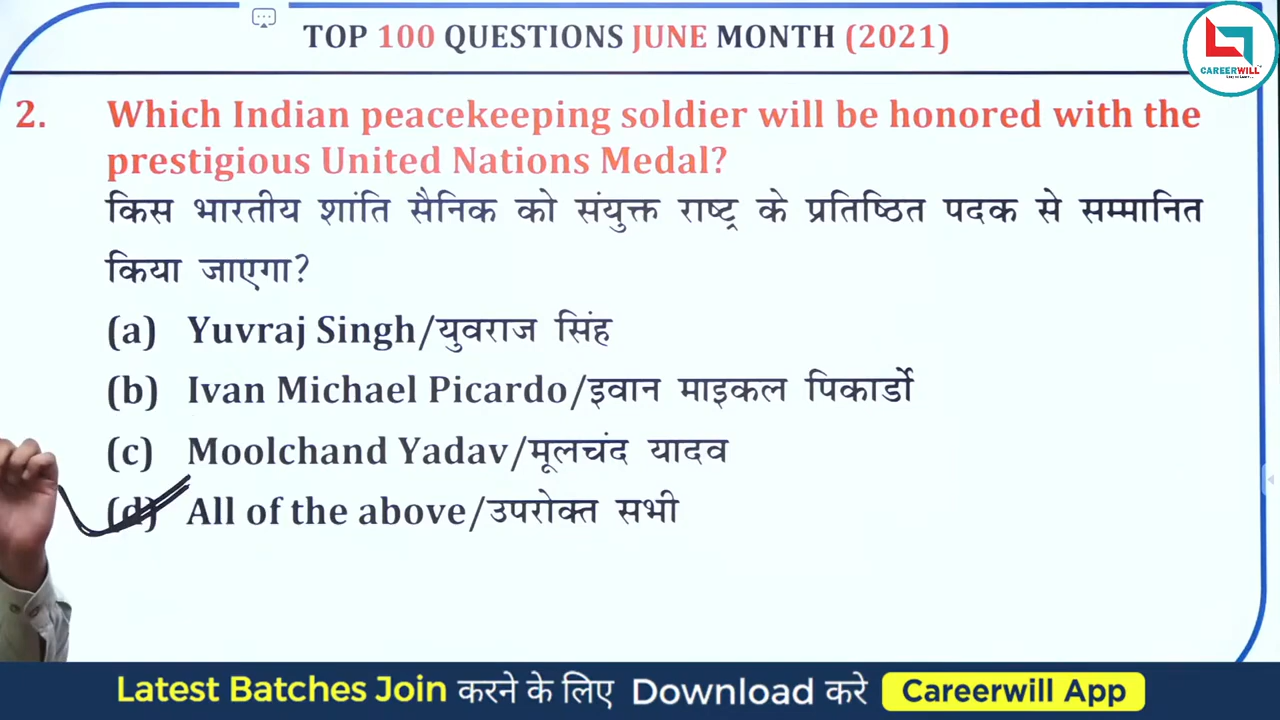 TOP 100 QUESTIONS JUNE MONTH (2021)
CAREERWILL
2. Which Indian peacekeeping soldier will be honored with the
prestigious United Nations Medal?
किस भारतीय शांति सैनिक को संयुक्त राष्ट्र के प्रतिष्ठित पदक से सम्मानित
किया जाएगा?
(a) Yuvraj Singh/युवराज सिंह
(b) Ivan Michael Picardo/इवान माइकल पिकार्डो
(c) Moolchand Yadav/मूलचंद यादव
(d) All of the above/उपरोक्त सभी
Latest Batches Join करने के लिए Download करे Careerwill App